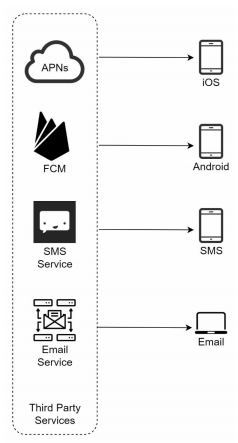 APNs
iOS
FCM
Android
SMS
Service
SMS
Email
Service
Email
Third Party
Services